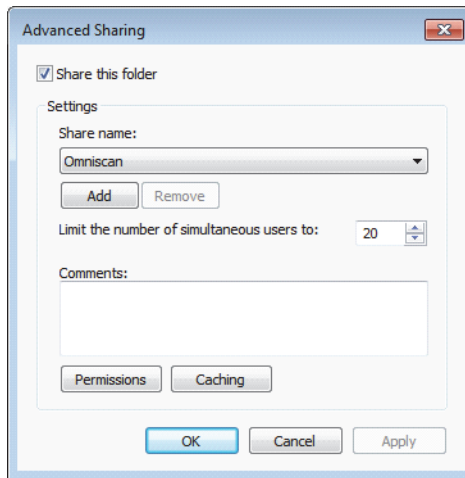 Advanced Sharing
Share this folder
Settings
Share name:
Omniscan
Add Remove
Limit the number of simultaneous users to: 20
Comments:
Permissions Caching
OK Cancel Apply